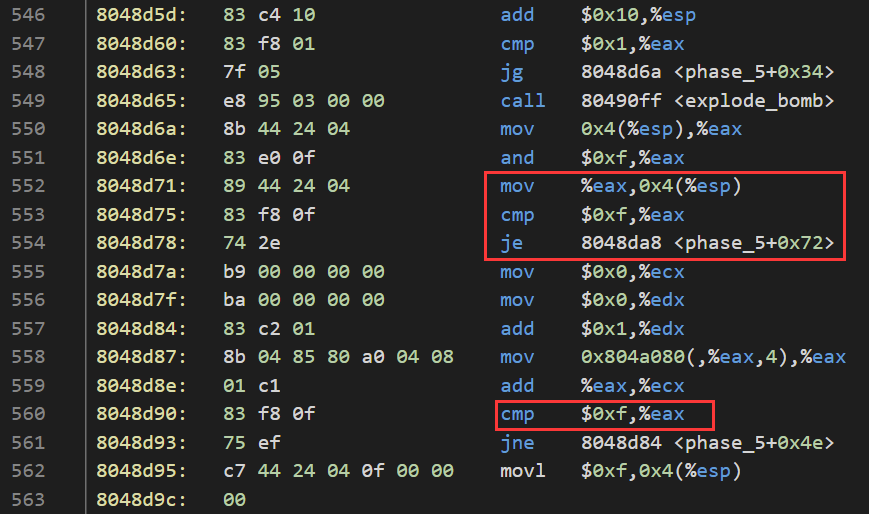 546 8048d5d: 83 c4 10 add $0x10,%esp
547 8048d60: 83 f8 01 cmp $0x1,%eax
548 8048d63: 7f 05 jg 8048d6a <phase_5+0x34>
549 8048d65: e8 95 03 00 00 call 80490ff <explode_bomb>
550 8048d6a: 8b 44 24 04 mov 0x4(%esp),%eax
551 8048d6e: 83 e0 0f and $0xf,%eax
552 8048d71: 89 44 24 04 mov %eax,0x4(%esp)
553 8048d75: 83 f8 0f cmp $0xf,%eax
554 8048d78: 74 2e je 8048da8 <phase_5+0x72>
555 8048d7a: b9 00 00 00 00 mov $0x0,%ecx
556 8048d7f: ba 00 00 00 00 mov $0x0,%edx
557 8048d84: 83 c2 01 add $0x1,%edx
558 8048d87: 8b 04 85 80 a0 04 08 mov 0x804a080(,%eax,4),%eax
559 8048d8e: 01 c1 add %eax,%ecx
560 8048d90: 83 f8 0f cmp $0xf,%eax
561 8048d93: 75 ef jne 8048d84 <phase_5+0x4e>
562 8048d95: c7 44 24 04 0f 00 00 movl $0xf,0x4(%esp)
563 8048d9c: 00